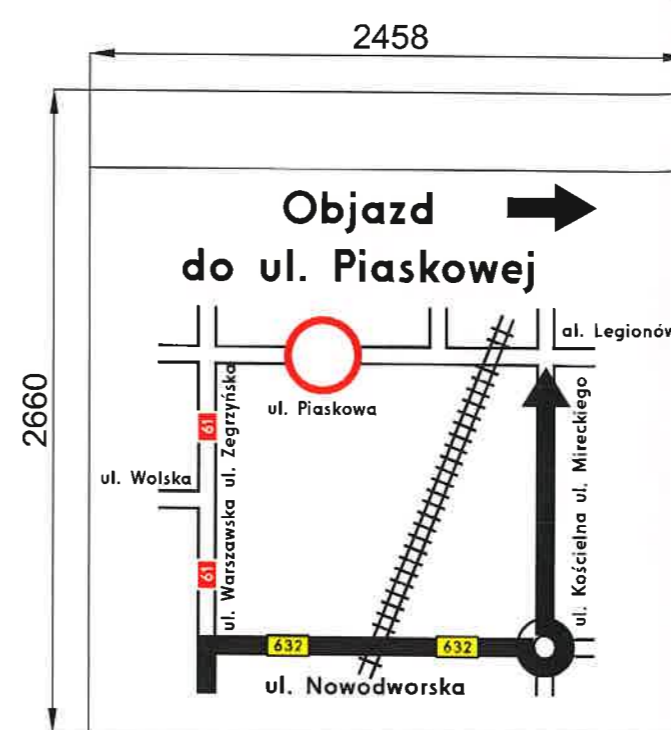 2458
2660
Objazd
do ul. Piaskowej
al. Legionów
ul. Piaskowa
61
ul. Zegrzyńska
ul. Mireckiego
ul. Wolska
61
ul. Warszawska
ul. Kościelna
632
632
ul. Nowodworska